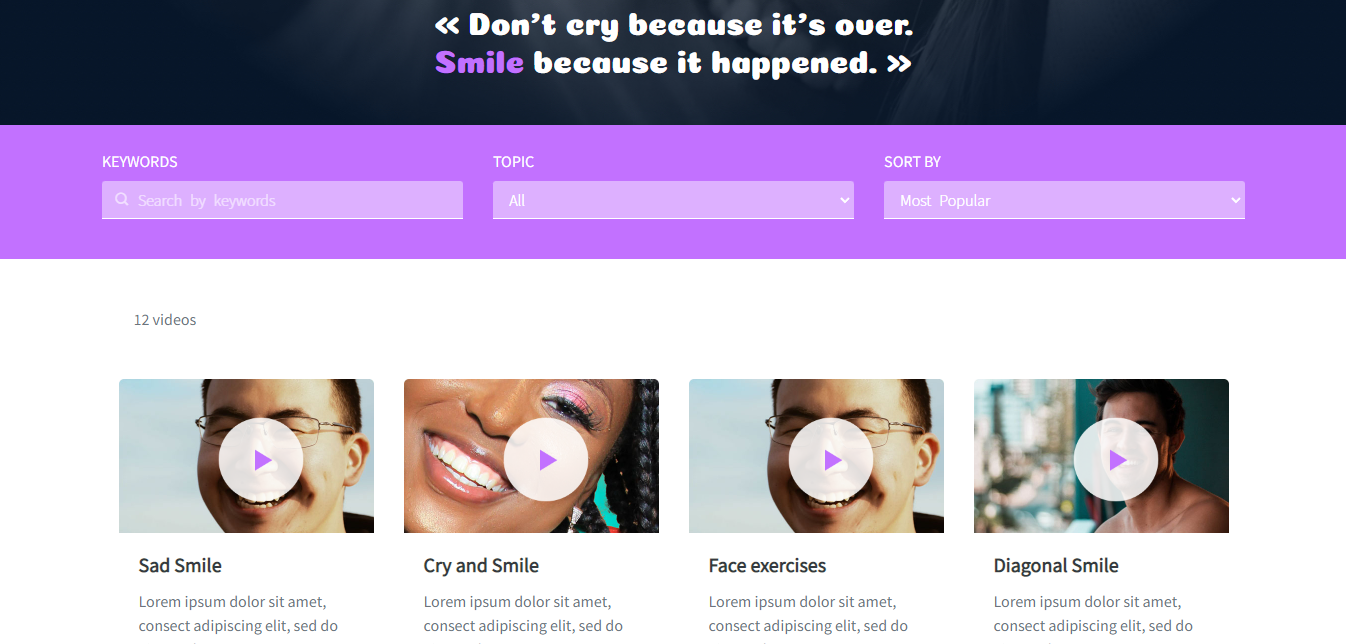 « Don’t cry because it’s over.
Smile because it happened. »
KEYWORDS
TOPIC
SORT BY
Search by keywords
All
Most Popular
12 videos
Sad Smile
Lorem ipsum dolor sit amet,
consect adipiscing elit, sed do
Cry and Smile
Lorem ipsum dolor sit amet,
consect adipiscing elit, sed do
Face exercises
Lorem ipsum dolor sit amet,
consect adipiscing elit, sed do
Diagonal Smile
Lorem ipsum dolor sit amet,
consect adipiscing elit, sed do